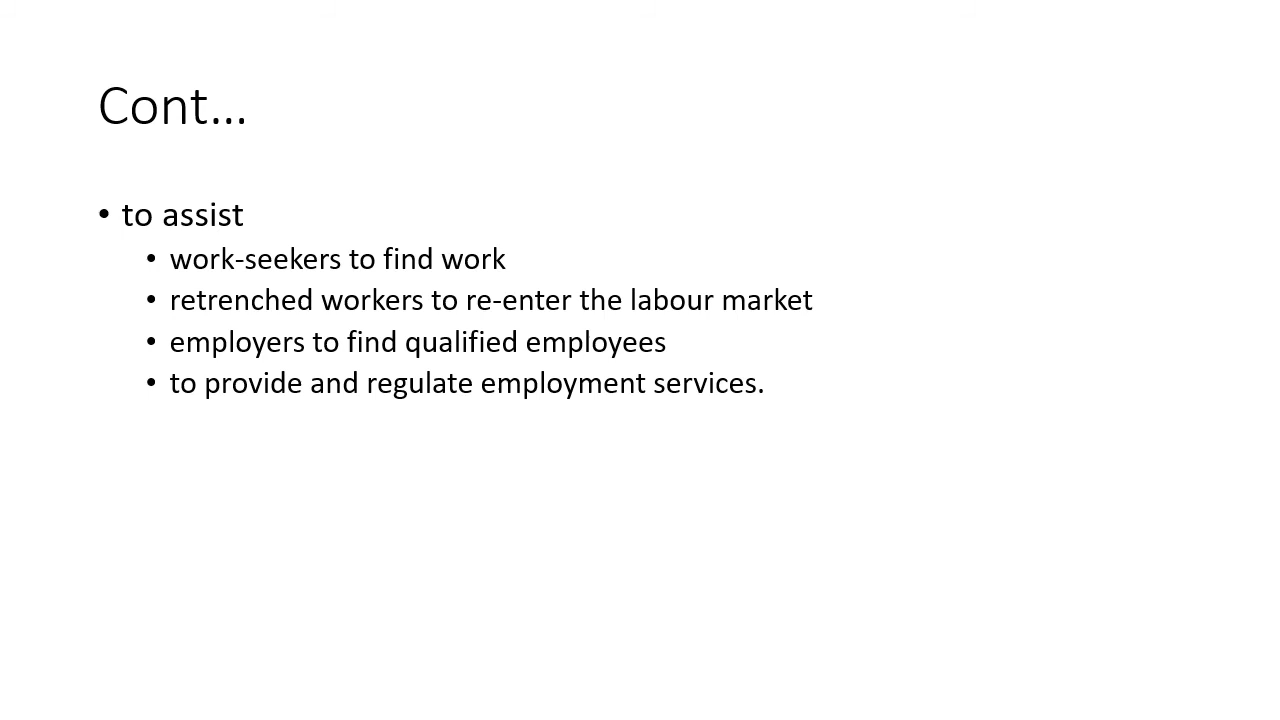 Cont…
• to assist
• work-seekers to find work
• retrenched workers to re-enter the labour market
• employers to find qualified employees
• to provide and regulate employment services.